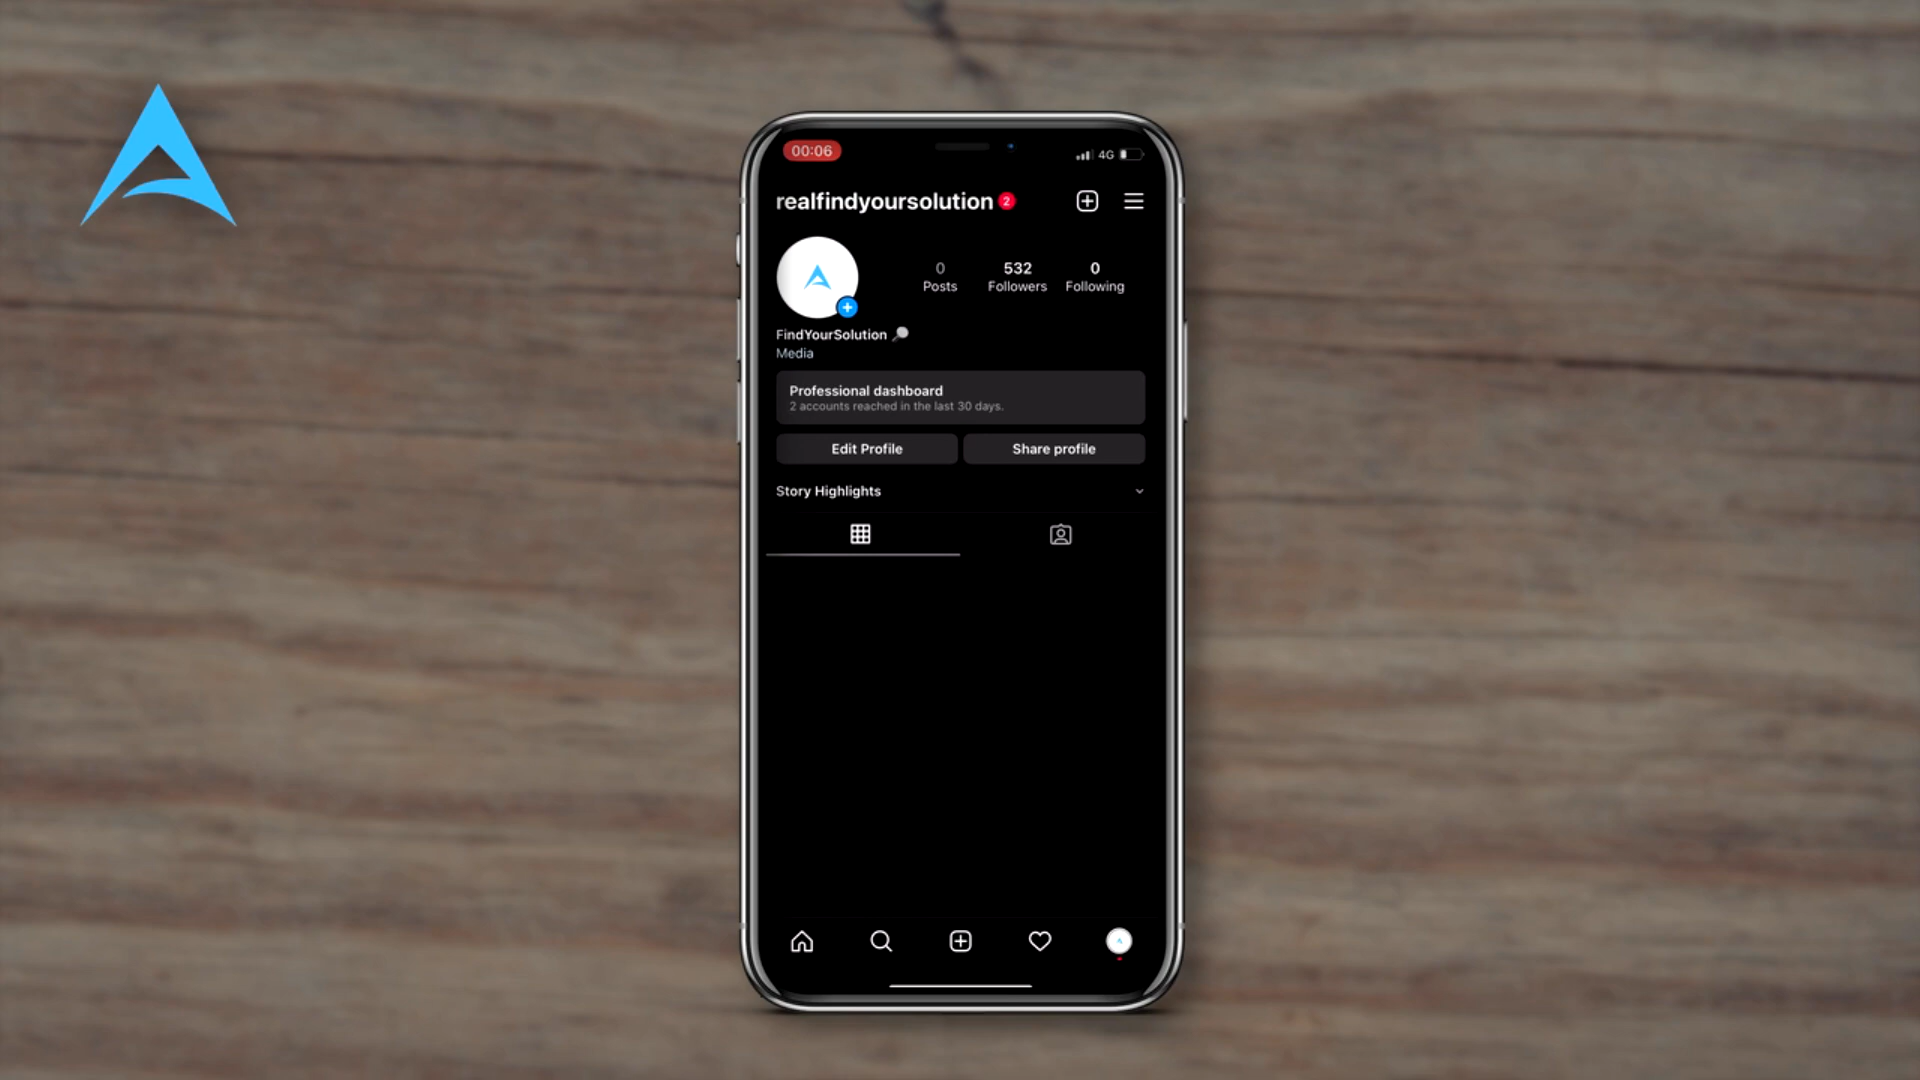 00:06
4G
realfindyoursolution 2
0
Posts
532
Followers
0
Following
FindYourSolution
Media
Professional dashboard
2 accounts reached in the last 30 days.
Edit Profile
Share profile
Story Highlights